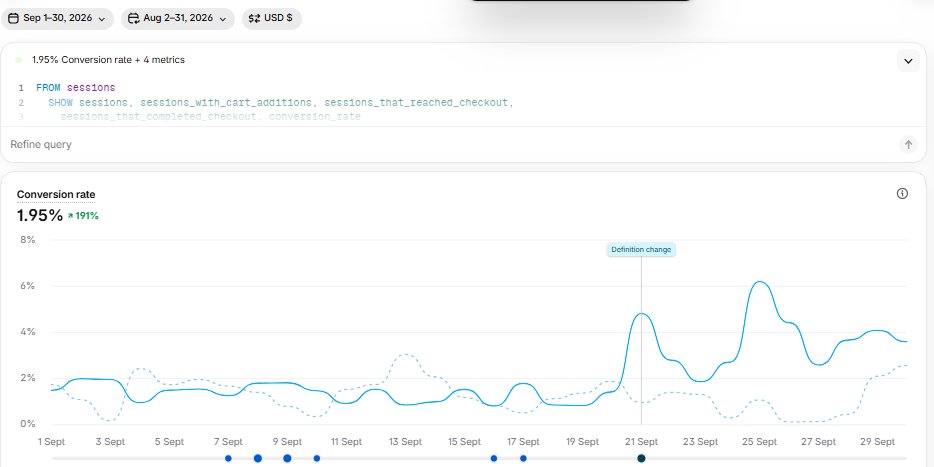 Sep 1–30, 2026
Aug 2–31, 2026
USD $
1.95% Conversion rate + 4 metrics
1 FROM sessions
2 SHOW sessions, sessions_with_cart_additions, sessions_that_reached_checkout,
3 sessions_that_completed_checkout, conversion_rate
Refine query
Conversion rate
1.95% 191%
Definition change
8%
6%
4%
2%
0%
1 Sept 3 Sept 5 Sept 7 Sept 9 Sept 11 Sept 13 Sept 15 Sept 17 Sept 19 Sept 21 Sept 23 Sept 25 Sept 27 Sept 29 Sept